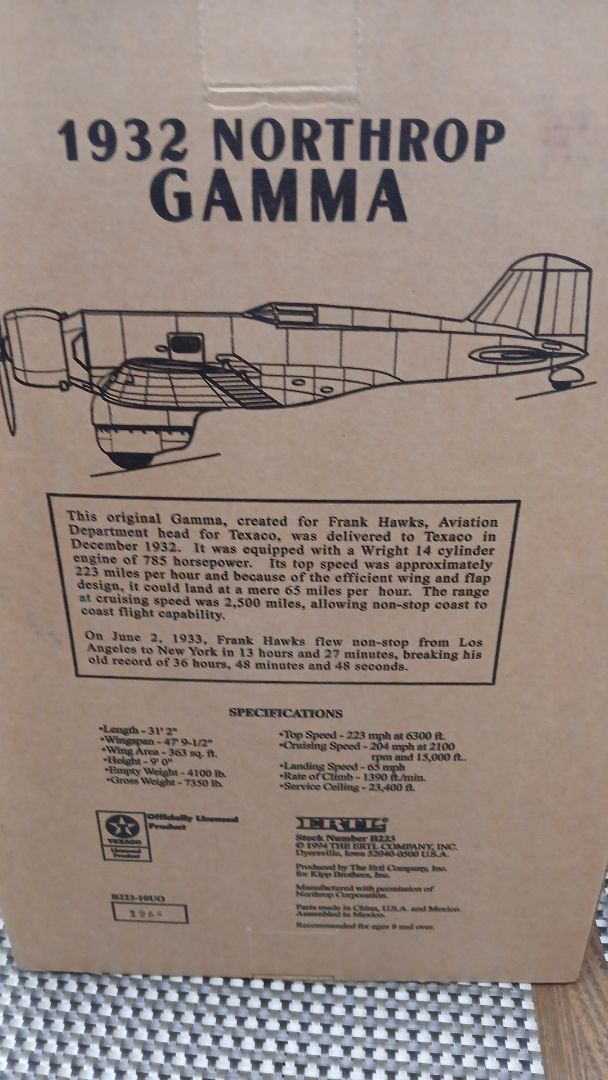 1932 NORTHROP
GAMMA
This original Gamma, created for Frank Hawks, Aviation
Department head for Texaco, was delivered to Texaco in
December 1932. It was equipped with a Wright 14 cylinder
engine of 785 horsepower. Its top speed was approximately
223 miles per hour and because of the efficient wing and flap
design, it could land at a mere 65 miles per hour. The range
at cruising speed was 2,500 miles, allowing non-stop coast to
coast flight capability.
On June 2, 1933, Frank Hawks flew non-stop from Los
Angeles to New York in 13 hours and 27 minutes, breaking his
old record of 36 hours, 48 minutes and 48 seconds.
SPECIFICATIONS
•Length - 31' 2"
•Wingspan - 47' 9-1/2"
•Wing Area - 363 sq. ft.
•Height - 9' 0"
•Empty Weight - 4100 lb.
•Gross Weight - 7350 lb.
•Top Speed - 223 mph at 6300 ft.
•Cruising Speed - 204 mph at 2100
rpm and 15,000 ft..
•Landing Speed - 65 mph
•Rate of Climb - 1390 ft./min.
•Service Ceiling - 23,400 ft.
TEXACO
Licensed
Product
Officially Licensed
Product
B223-10UO
ERTL
Stock Number B223
© 1994 THE ERTL COMPANY, INC.
Dyersville, Iowa 52040-0500 U.S.A.
Produced by The Ertl Company, Inc.
for Kipp Brothers, Inc.
Manufactured with permission of
Northrop Corporation.
Parts made in China, U.S.A. and Mexico.
Assembled in Mexico.
Recommended for ages 8 and over.